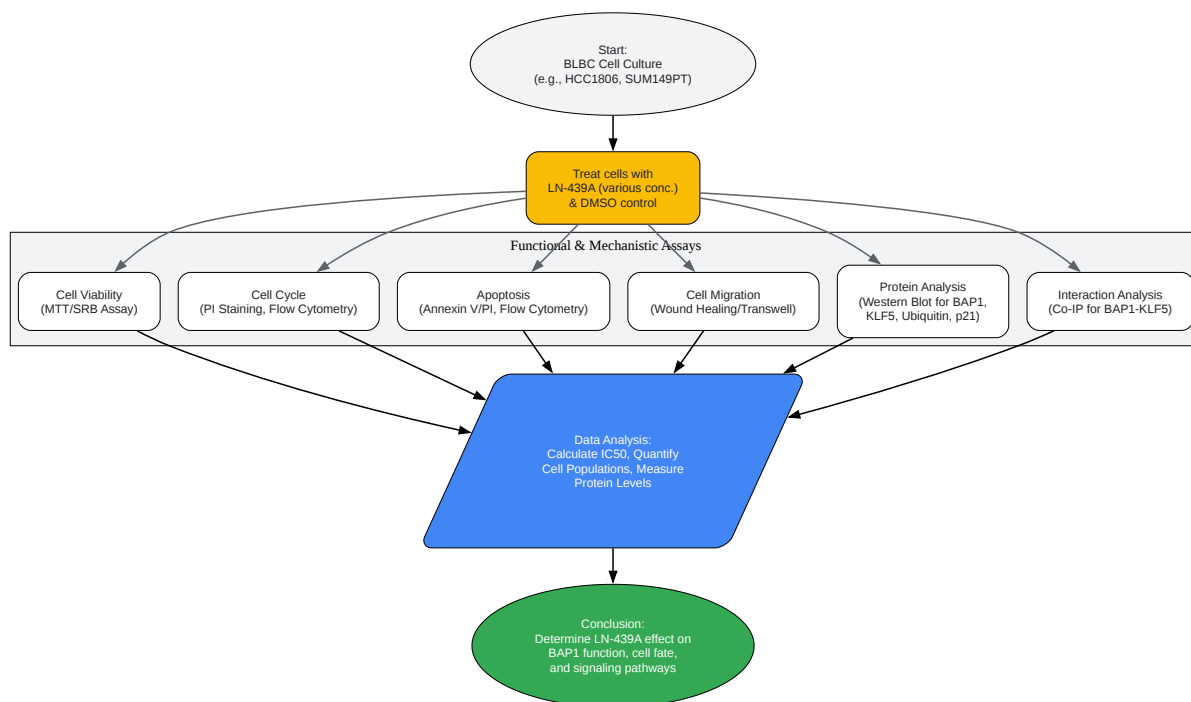 Start:
BLBC Cell Culture
(e.g., HCC1806, SUM149PT)
Treat cells with
LN-439A (various conc.)
& DMSO control
Functional & Mechanistic Assays
Cell Viability
(MTT/SRB Assay)
Cell Cycle
(PI Staining, Flow Cytometry)
Apoptosis
(Annexin V/PI, Flow Cytometry)
Cell Migration
(Wound Healing/Transwell)
Protein Analysis
(Western Blot for BAP1,
KLF5, Ubiquitin, p21)
Interaction Analysis
(Co-IP for BAP1-KLF5)
Data Analysis:
Calculate IC50, Quantify
Cell Populations, Measure
Protein Levels
Conclusion:
Determine LN-439A effect on
BAP1 function, cell fate,
and signaling pathways